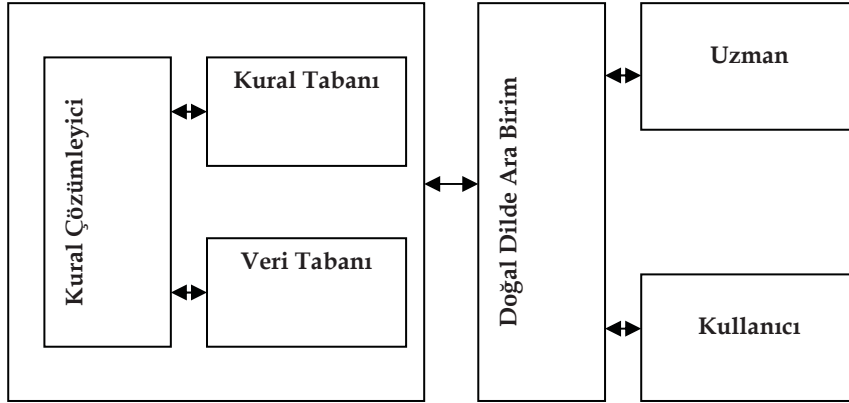 Kural Çözümleyici
Kural Tabanı
Veri Tabanı
Doğal Dilde Ara Birim
Uzman
Kullanıcı